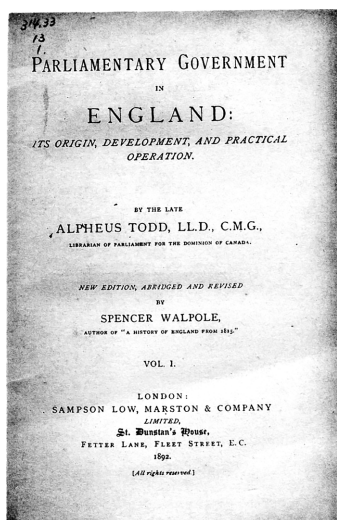 314.33
13
1.
PARLIAMENTARY GOVERNMENT
IN
ENGLAND:
ITS ORIGIN, DEVELOPMENT, AND PRACTICAL
OPERATION.
BY THE LATE
ALPHEUS TODD, LL.D., C.M.G.,
LIBRARIAN OF PARLIAMENT FOR THE DOMINION OF CANADA.
NEW EDITION, ABRIDGED AND REVISED
BY
SPENCER WALPOLE,
AUTHOR OF "A HISTORY OF ENGLAND FROM 1815."
VOL. I.
LONDON:
SAMPSON LOW, MARSTON & COMPANY
LIMITED,
St. Dunstan's House,
FETTER LANE, FLEET STREET, E.C.
1892.
[All rights reserved.]